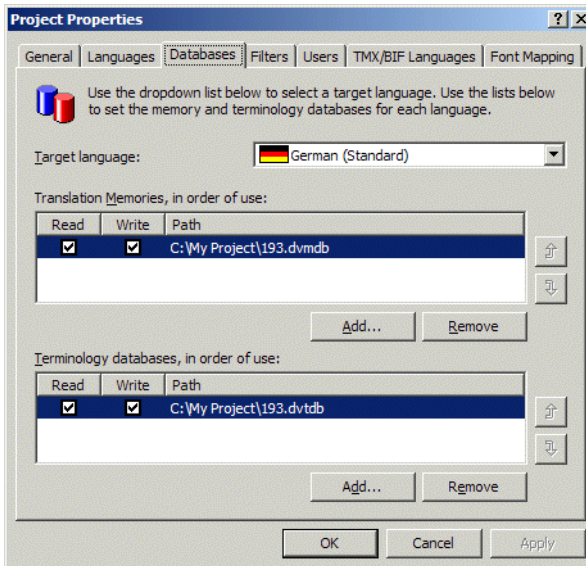 Project Properties
General Languages Databases Filters Users TMX/BIF Languages Font Mapping
Use the dropdown list below to select a target language. Use the lists below
to set the memory and terminology databases for each language.
Target language: German (Standard)
Translation Memories, in order of use:
Read Write Path
C:\My Project\193.dvmdb
Add... Remove
Terminology databases, in order of use:
Read Write Path
C:\My Project\193.dvtdb
Add... Remove
OK Cancel Apply